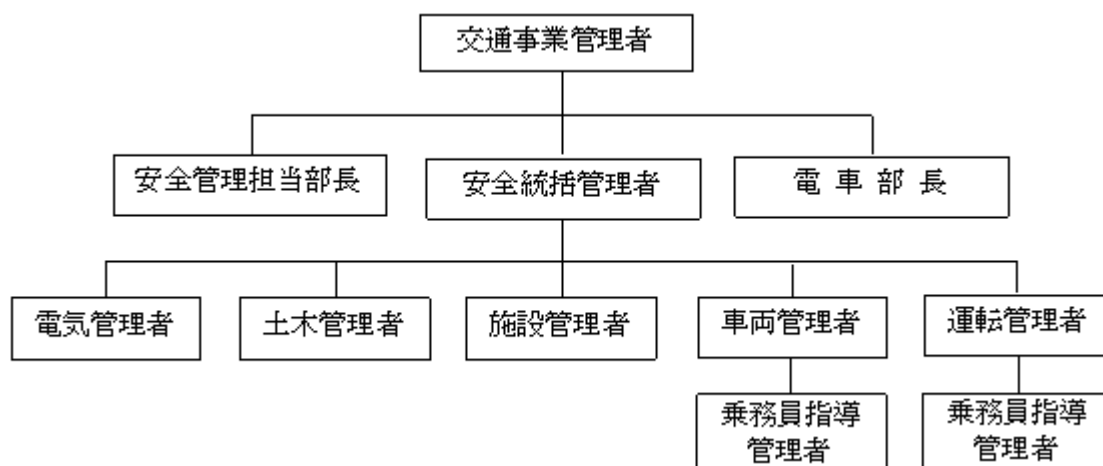 交通事業管理者
安全管理担当部長
安全統括管理者
電車部長
電気管理者
土木管理者
施設管理者
車両管理者
運転管理者
乗務員指導
管理者
乗務員指導
管理者